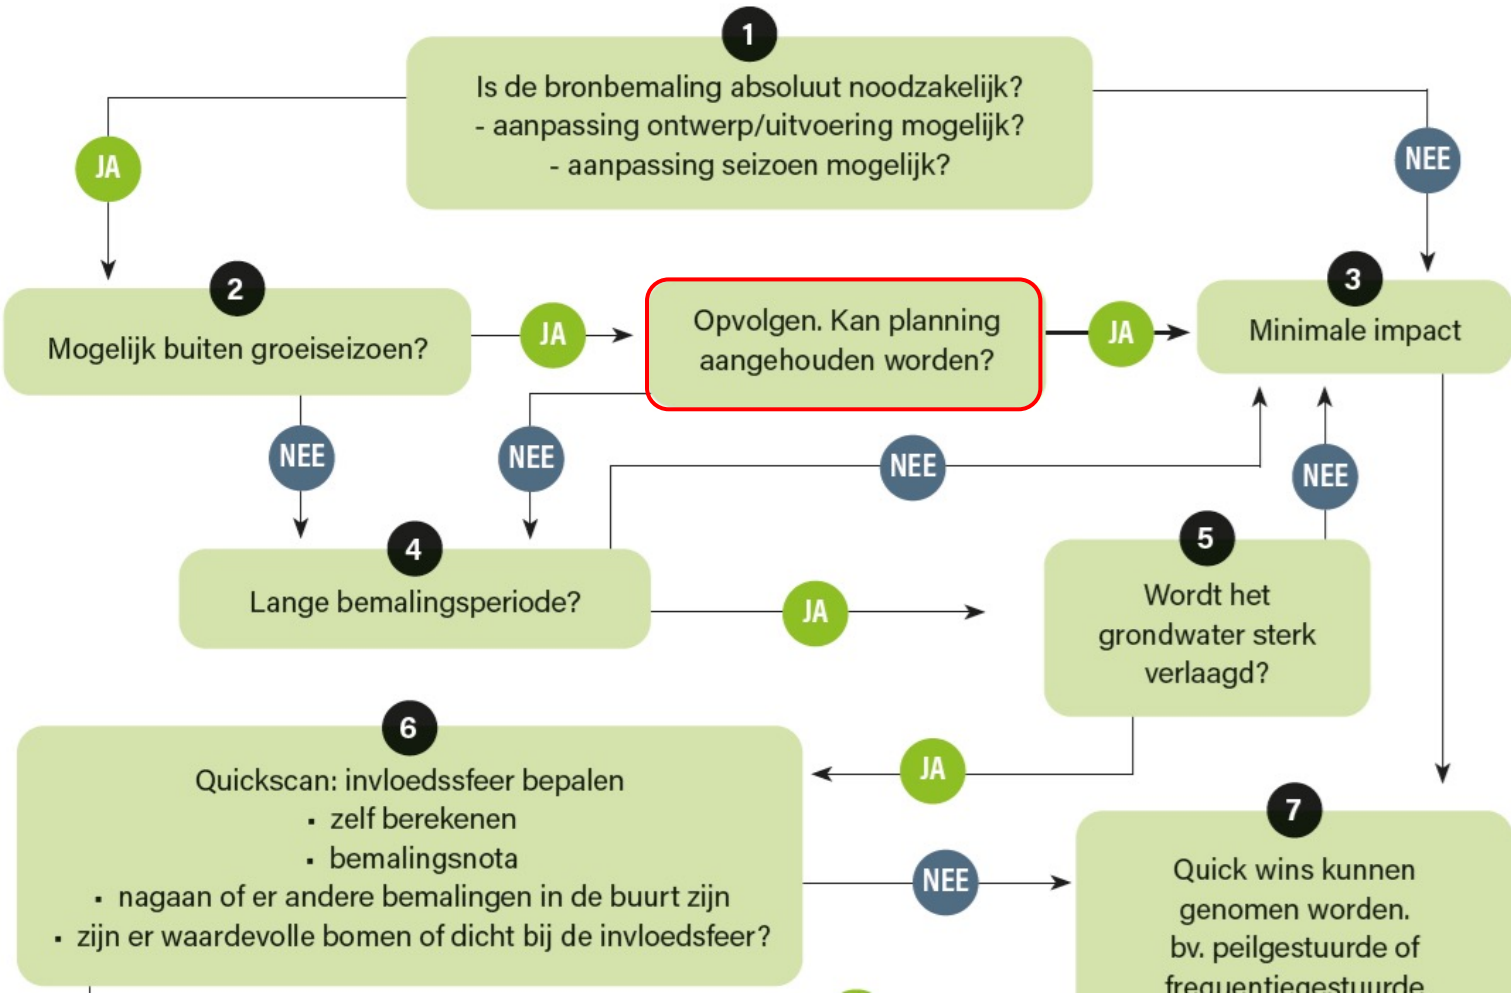 1
Is de bronbemaling absoluut noodzakelijk?
- aanpassing ontwerp/uitvoering mogelijk?
- aanpassing seizoen mogelijk?
JA
NEE
2
Mogelijk buiten groeiseizoen?
JA
Opvolgen. Kan planning
aangehouden worden?
JA
3
Minimale impact
NEE
NEE
NEE
NEE
4
Lange bemalingsperiode?
JA
5
Wordt het
grondwater sterk
verlaagd?
JA
6
Quickscan: invloedssfeer bepalen
▪ zelf berekenen
▪ bemalingsnota
▪ nagaan of er andere bemalingen in de buurt zijn
▪ zijn er waardevolle bomen of dicht bij de invloedsfeer?
NEE
7
Quick wins kunnen
genomen worden.
bv. peilgestuurde of
frequentiegestuurde